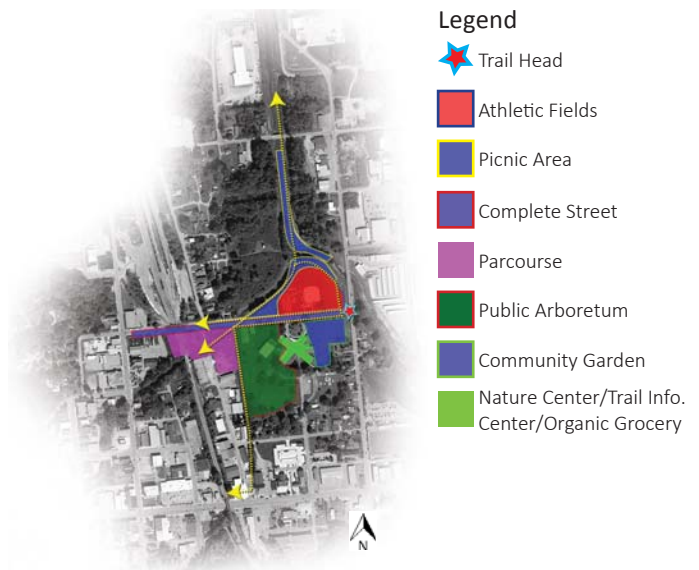 Legend
Trail Head
Athletic Fields
Picnic Area
Complete Street
Parcourse
Public Arboretum
Community Garden
Nature Center/Trail Info.
Center/Organic Grocery
N